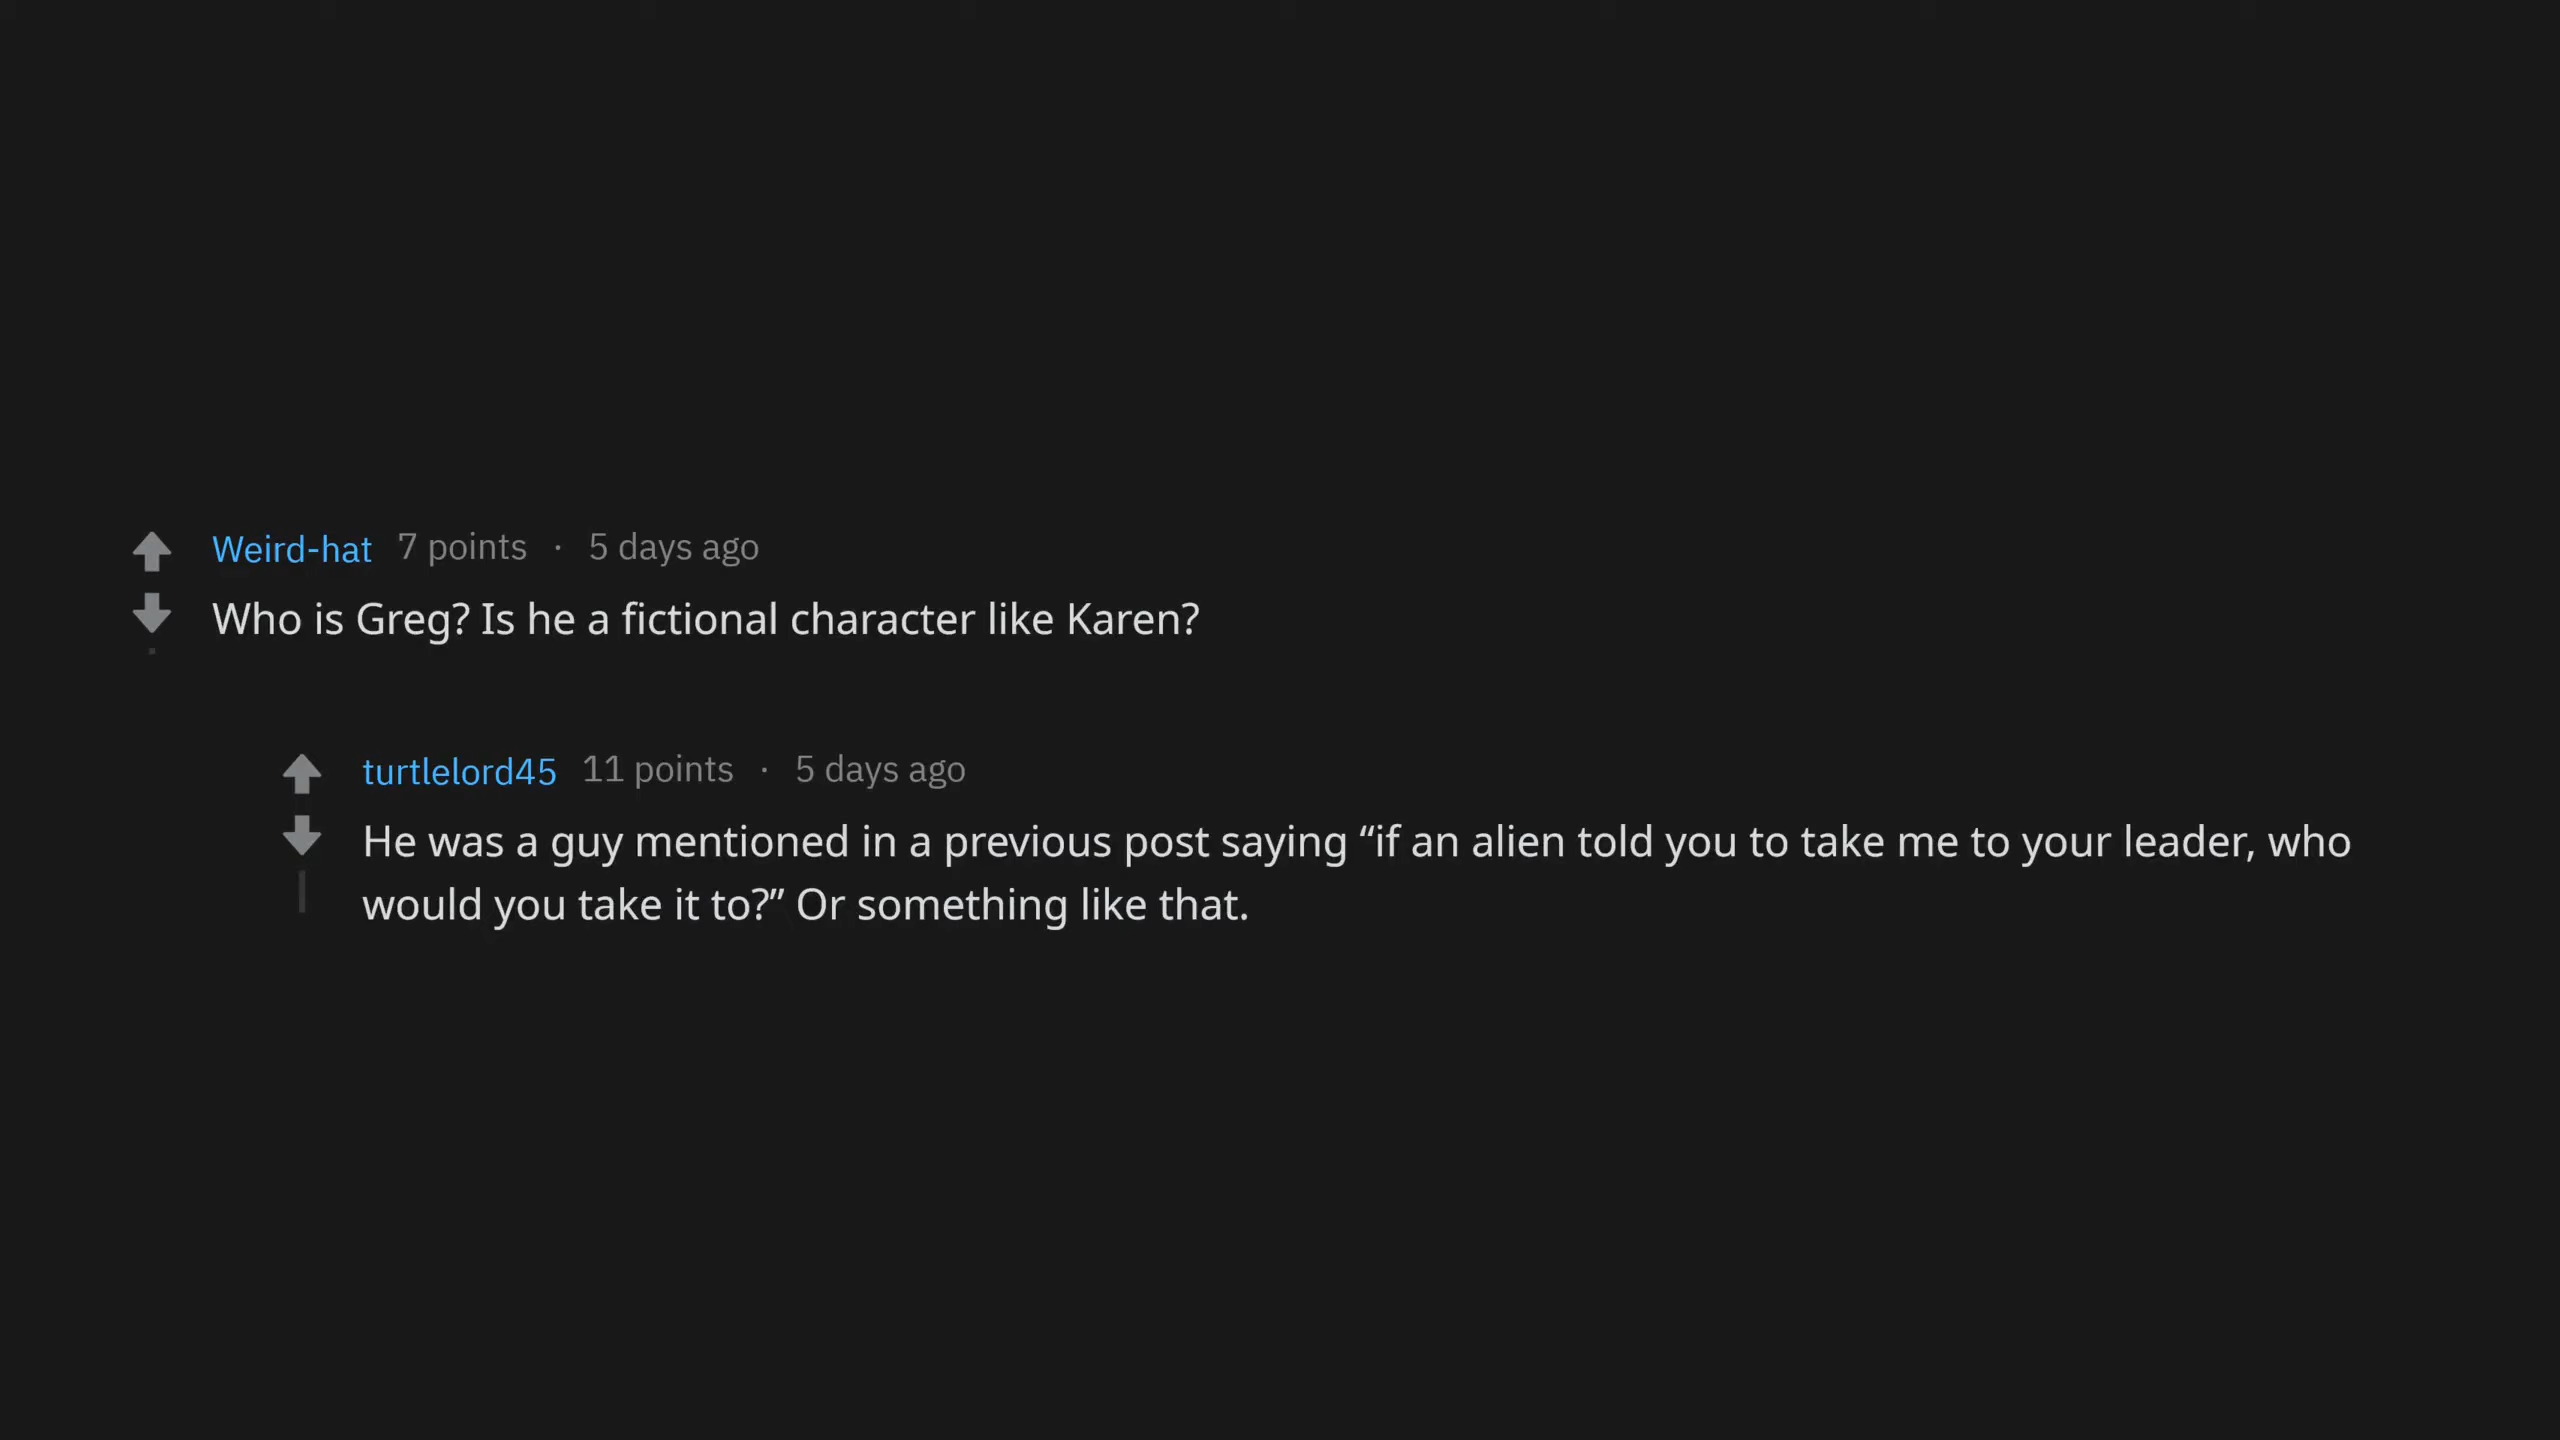 Weird-hat 7 points · 5 days ago
Who is Greg? Is he a fictional character like Karen?
turtlelord45 11 points · 5 days ago
He was a guy mentioned in a previous post saying “if an alien told you to take me to your leader, who
would you take it to?” Or something like that.